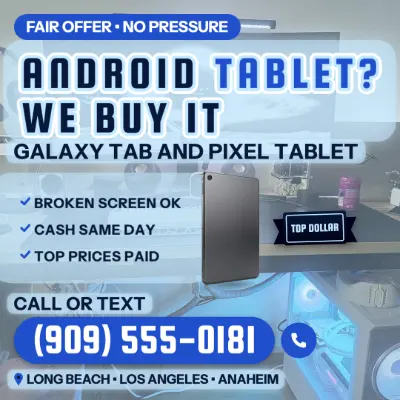 FAIR OFFER • NO PRESSURE
ANDROID TABLET?
WE BUY IT
GALAXY TAB AND PIXEL TABLET
BROKEN SCREEN OK
CASH SAME DAY
TOP PRICES PAID
TOP DOLLAR
CALL OR TEXT
(909) 555-0181
LONG BEACH • LOS ANGELES • ANAHEIM